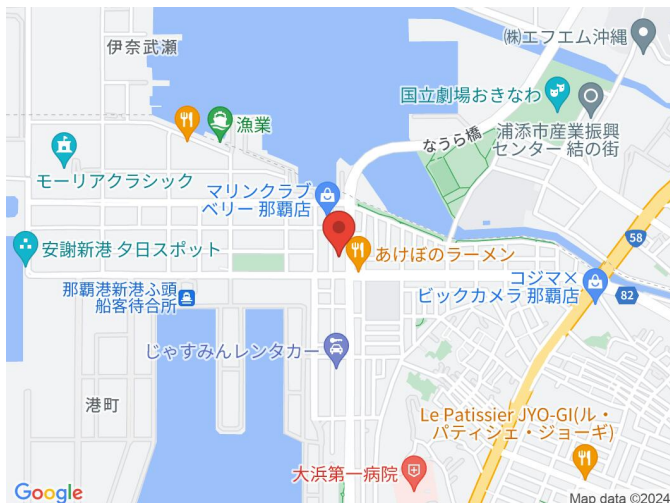 伊奈武瀬
(株)エフエム沖縄
国立劇場おきなわ
漁業
なうら橋
浦添市産業振興
センター 結の街
モーリアクラシック
マリンクラブ
ベリー 那覇店
安謝新港 夕日スポット
あけぼのラーメン
58
コジマ×
ビックカメラ 那覇店
82
那覇港新港ふ頭
船客待合所
じゃすみんレンタカー
港町
Le Patissier JYO-GI(ル・
パティシェ・ジョーギ)
大浜第一病院
Google
Map data ©2024